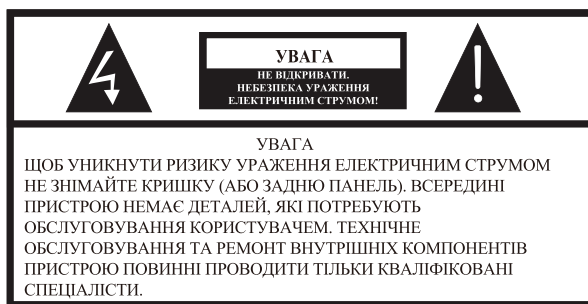 УВАГА
НЕ ВІДКРИВАТИ.
НЕБЕЗПЕКА УРАЖЕННЯ
ЕЛЕКТРИЧНИМ СТРУМОМ!
УВАГА
ЩОБ УНИКНУТИ РИЗИКУ УРАЖЕННЯ ЕЛЕКТРИЧНИМ СТРУМОМ
НЕ ЗНІМАЙТЕ КРИШКУ (АБО ЗАДНЮ ПАНЕЛЬ). ВСЕРЕДИНІ
ПРИСТРОЮ НЕМАЄ ДЕТАЛЕЙ, ЯКІ ПОТРЕБУЮТЬ
ОБСЛУГОВУВАННЯ КОРИСТУВАЧЕМ. ТЕХНІЧНЕ
ОБСЛУГОВУВАННЯ ТА РЕМОНТ ВНУТРІШНІХ КОМПОНЕНТІВ
ПРИСТРОЮ ПОВИННІ ПРОВОДИТИ ТІЛЬКИ КВАЛІФІКОВАНІ
СПЕЦІАЛІСТИ.